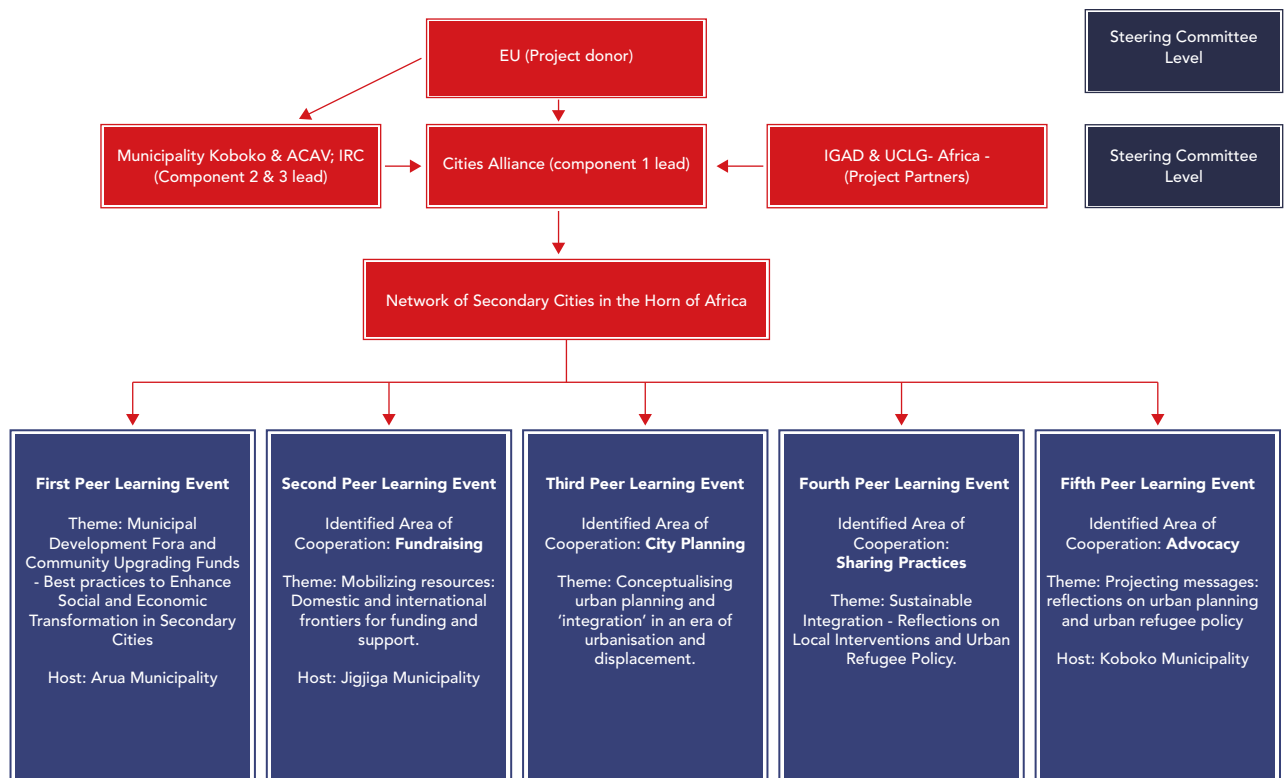 EU (Project donor)
Steering Committee
Level
Municipality Koboko & ACAV; IRC
(Component 2 & 3 lead)
Cities Alliance (component 1 lead)
IGAD & UCLG- Africa -
(Project Partners)
Steering Committee
Level
Network of Secondary Cities in the Horn of Africa
First Peer Learning Event
Theme: Municipal
Development Fora and
Community Upgrading Funds
- Best practices to Enhance
Social and Economic
Transformation in Secondary
Cities
Host: Arua Municipality
Second Peer Learning Event
Identified Area of
Cooperation: Fundraising
Theme: Mobilizing resources:
Domestic and international
frontiers for funding and
support.
Host: Jigjiga Municipality
Third Peer Learning Event
Identified Area of
Cooperation: City Planning
Theme: Conceptualising
urban planning and
‘integration’ in an era of
urbanisation and
displacement.
Fourth Peer Learning Event
Identified Area of
Cooperation:
Sharing Practices
Theme: Sustainable
Integration - Reflections on
Local Interventions and Urban
Refugee Policy.
Fifth Peer Learning Event
Identified Area of
Cooperation: Advocacy
Theme: Projecting messages:
reflections on urban planning
and urban refugee policy
Host: Koboko Municipality